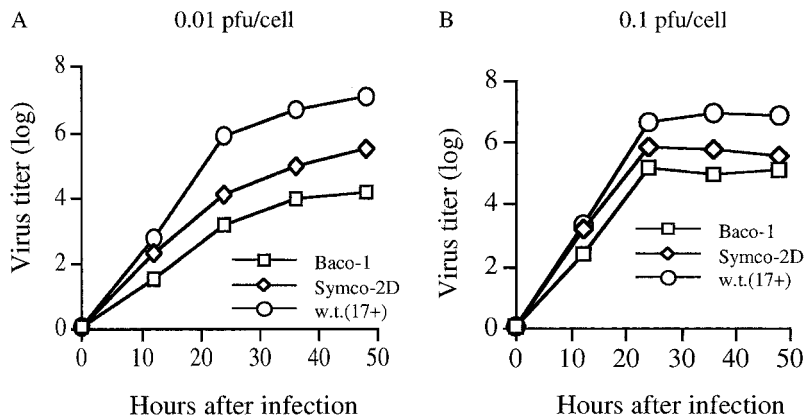 A
0.01 pfu/cell
Virus titer (log)
8
6
4
2
0
0 10 20 30 40 50
Hours after infection
Baco-1
Symco-2D
w.t.(17+)
B
0.1 pfu/cell
Virus titer (log)
8
6
4
2
0
0 10 20 30 40 50
Hours after infection
Baco-1
Symco-2D
w.t.(17+)